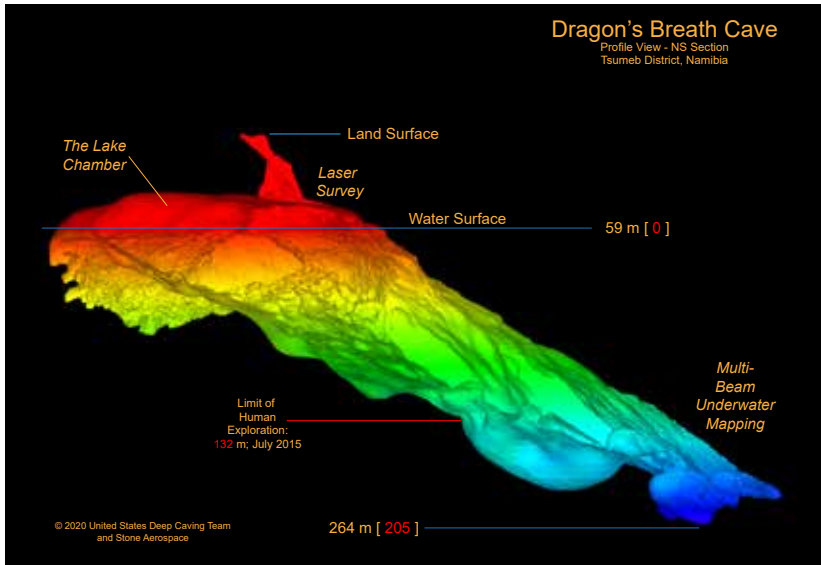 Dragon's Breath Cave
Profile View - NS Section
Tsumeb District, Namibia
Land Surface
The Lake
Chamber
Laser
Survey
Water Surface
59 m [ 0 ]
Multi-
Beam
Underwater
Mapping
Limit of
Human
Exploration:
132 m; July 2015
© 2020 United States Deep Caving Team
and Stone Aerospace
264 m [ 205 ]